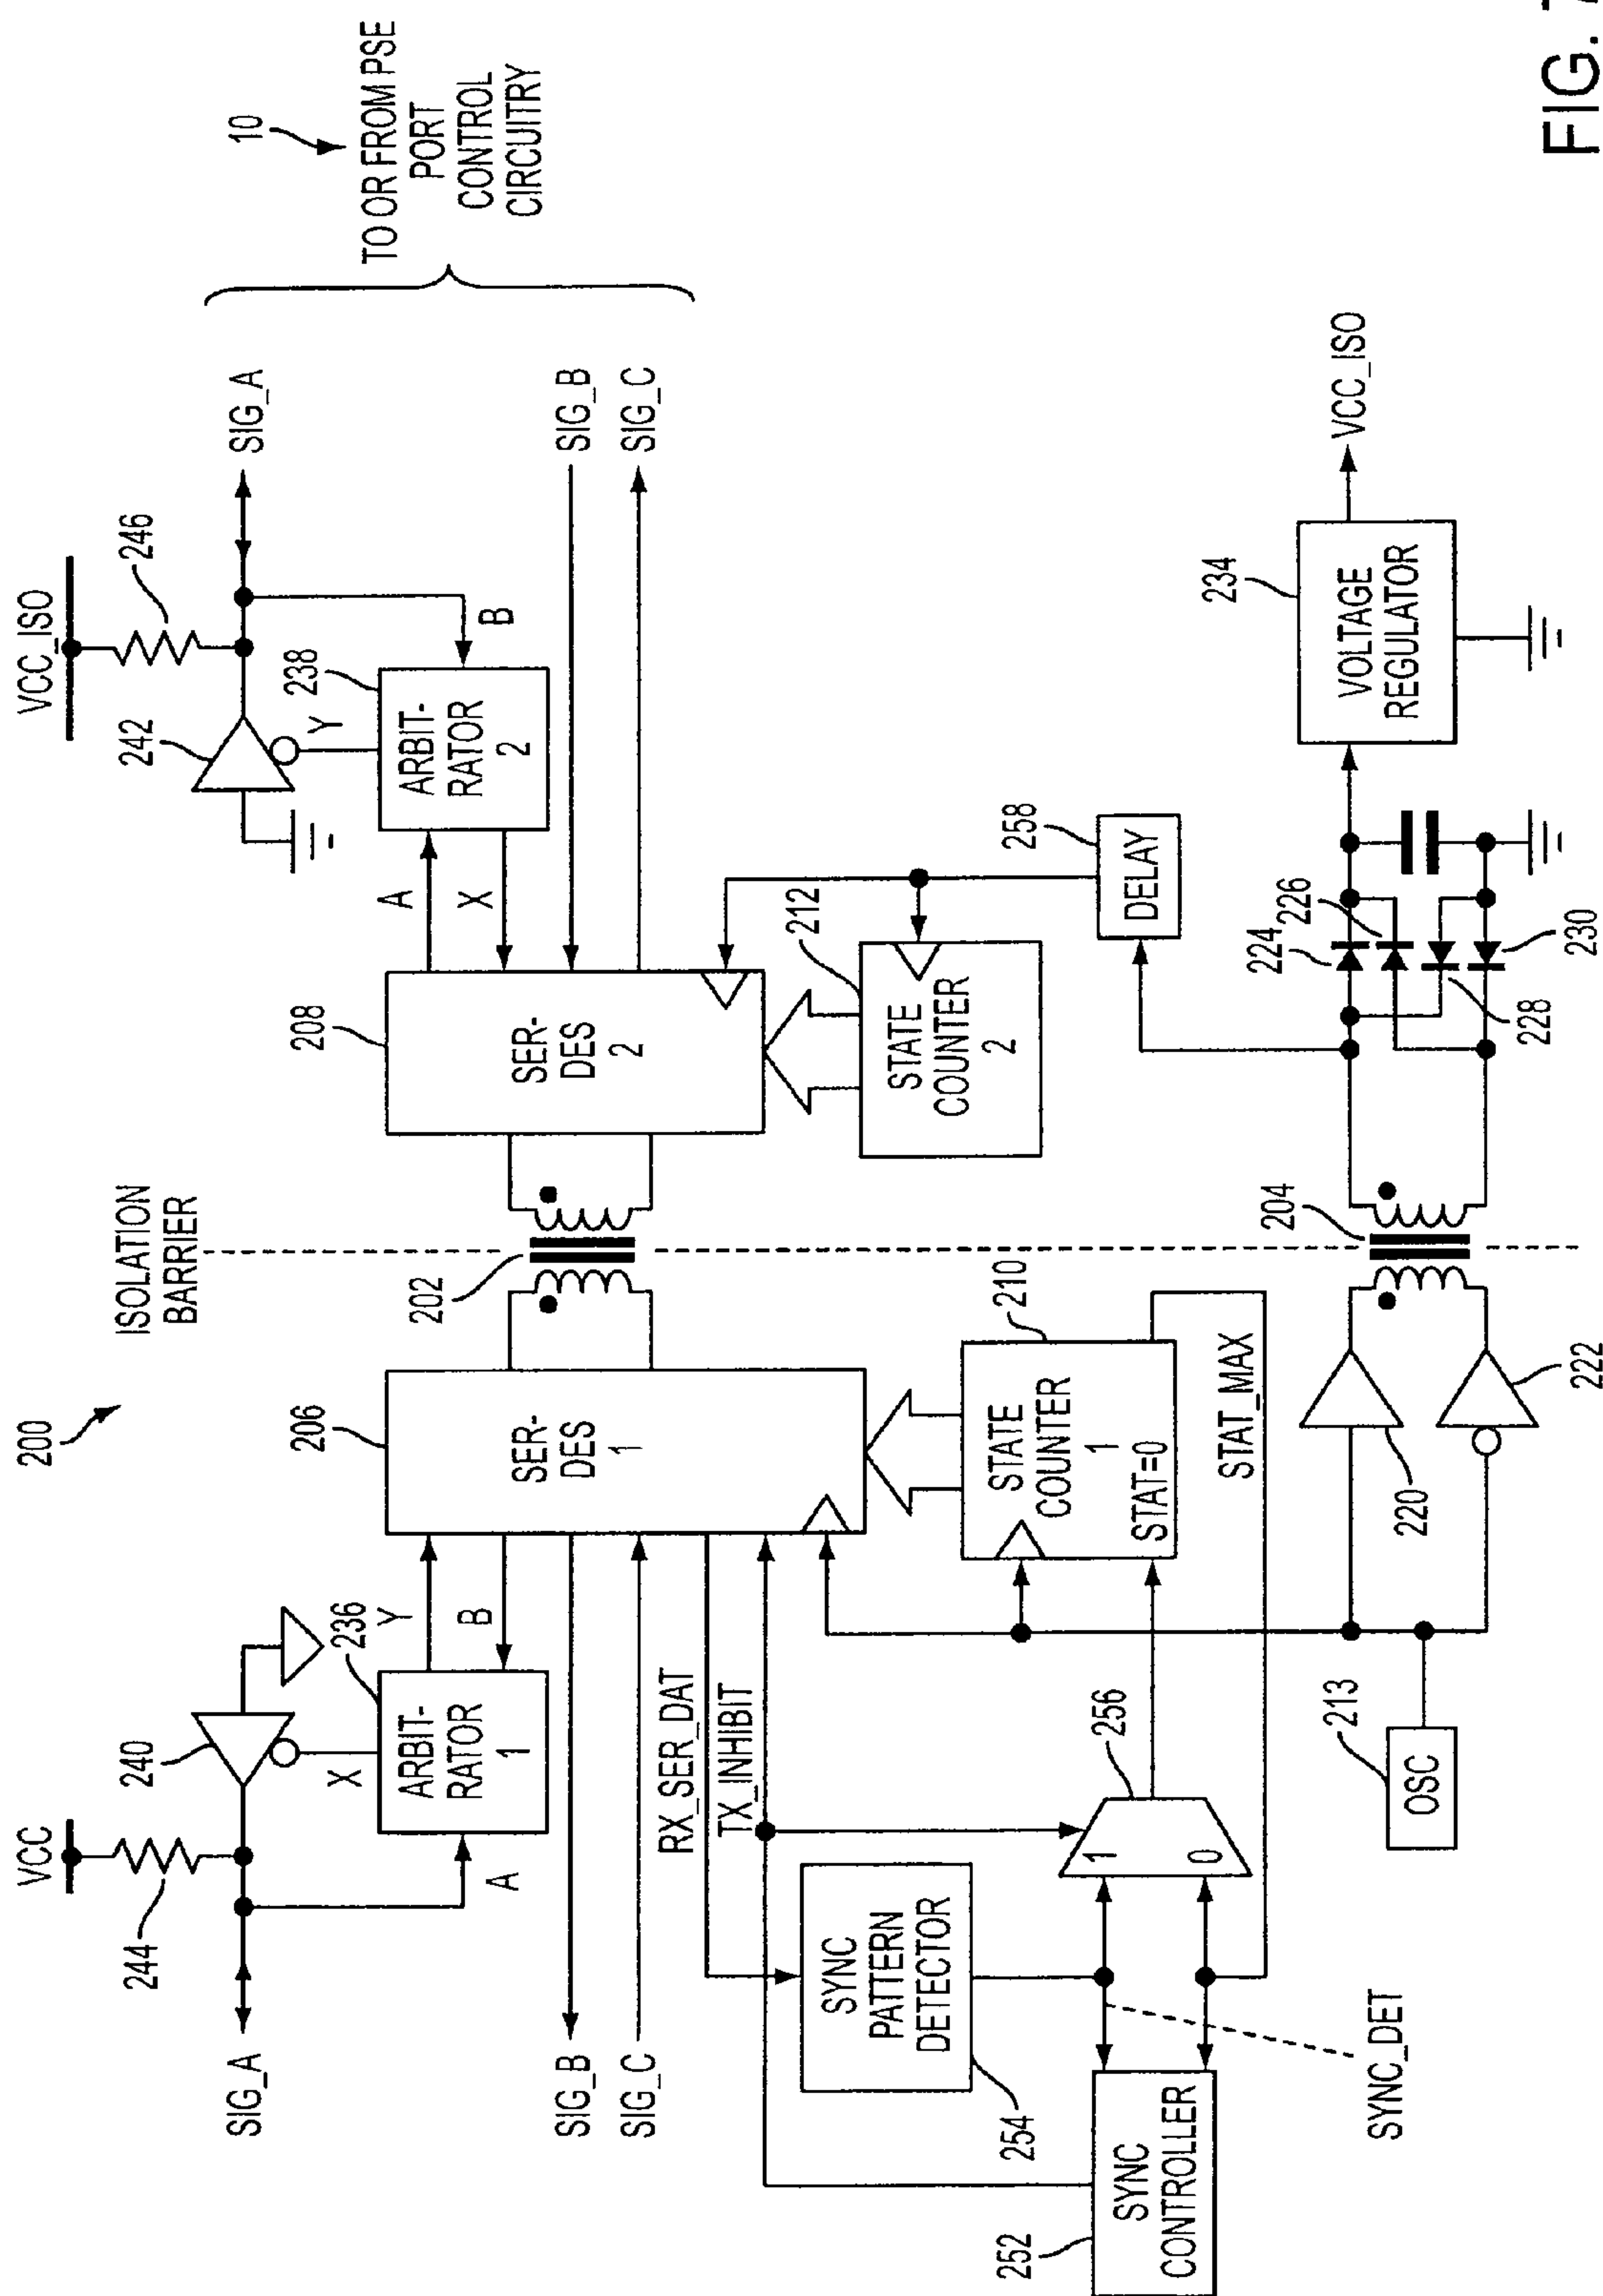 200
ISOLATION
BARRIER
10
TO OR FROM PSE
PORT
CONTROL
CIRCUITRY
VCC
244
240
SIG_A
X
A
ARBIT-
RATOR
1
236
Y
B
SIG_B
SIG_C
RX_SER_DAT
TX_INHIBIT
206
SER-
DES
1
202
208
SER-
DES
2
VCC_ISO
242
246
SIG_A
Y
238
B
ARBIT-
RATOR
2
A
X
SIG_B
SIG_C
SYNC
PATTERN
DETECTOR
254
252
SYNC
CONTROLLER
SYNC_DET
256
1
0
STATE
COUNTER
1
STAT=0
210
STAT_MAX
212
STATE
COUNTER
2
258
DELAY
213
OSC
220
222
204
224
226
228
230
234
VOLTAGE
REGULATOR
VCC_ISO
FIG.